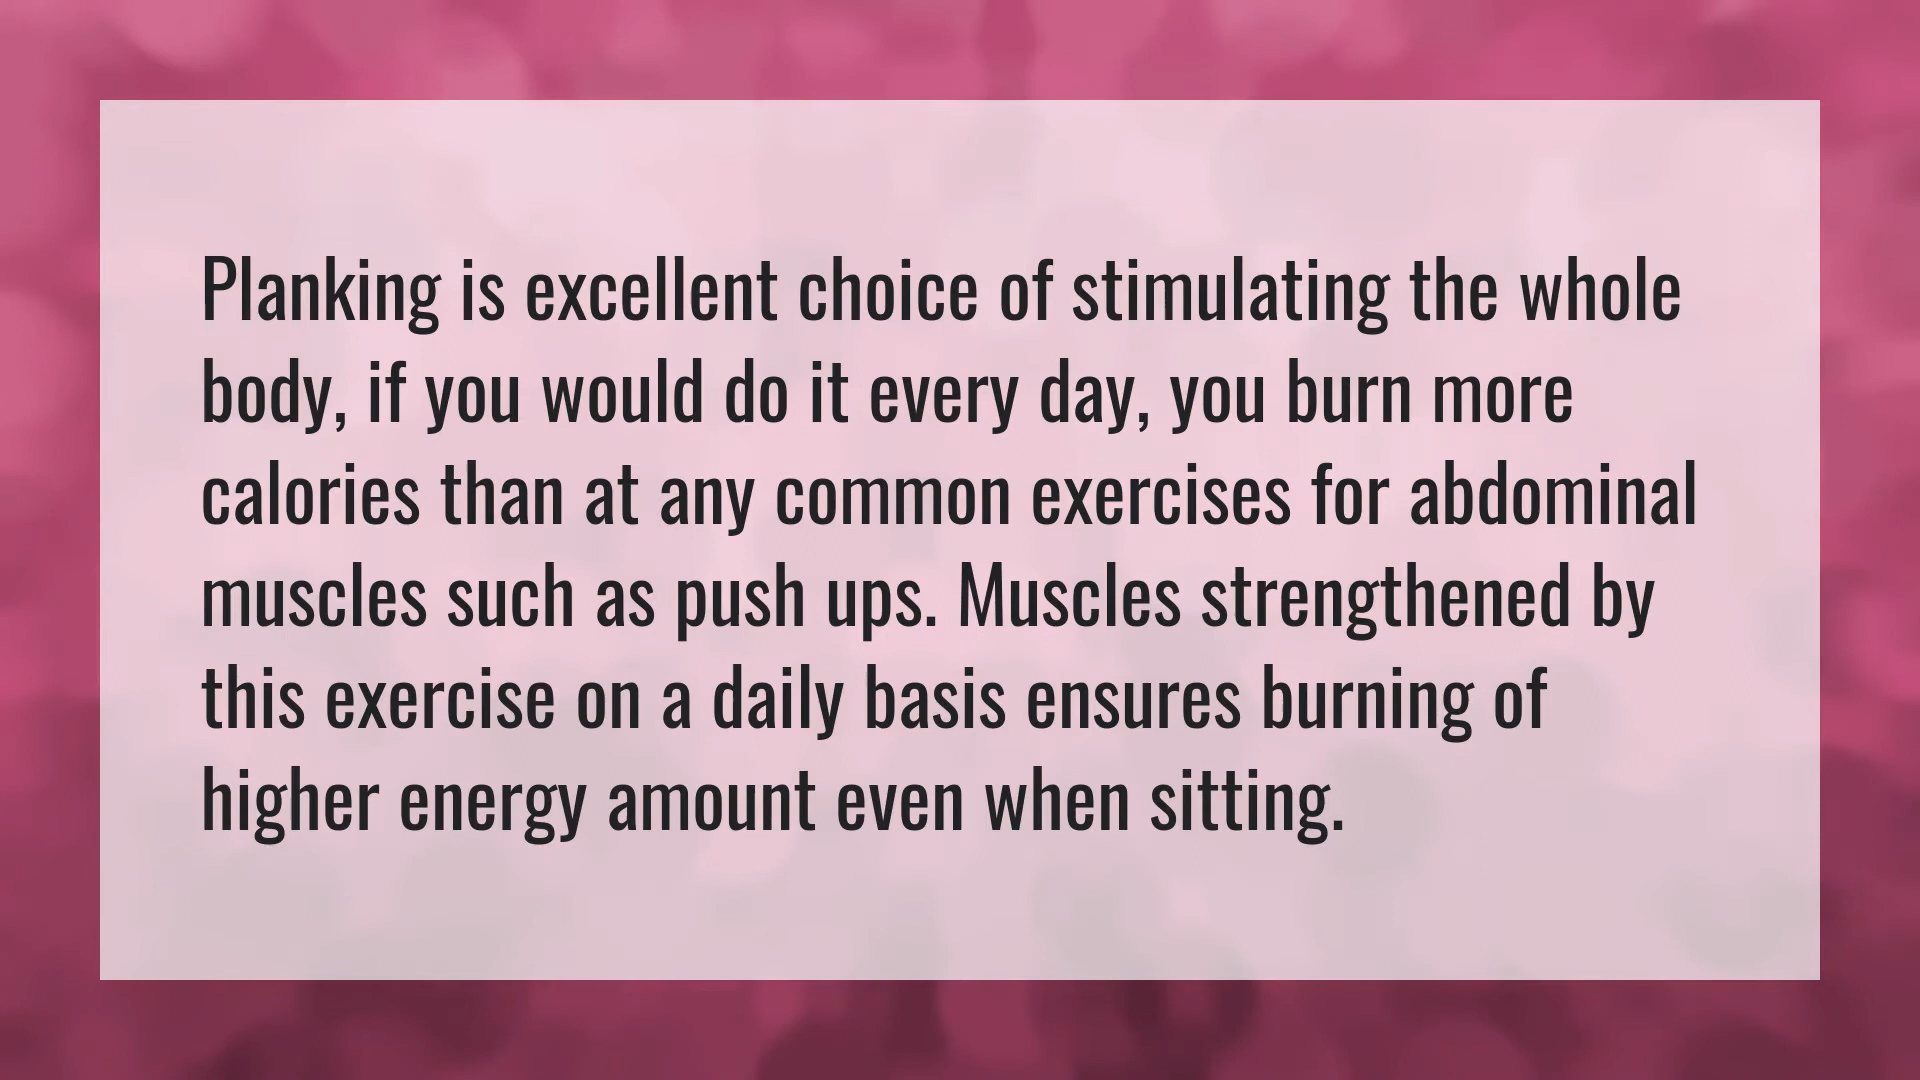 Planking is excellent choice of stimulating the whole
body, if you would do it every day, you burn more
calories than at any common exercises for abdominal
muscles such as push ups. Muscles strengthened by
this exercise on a daily basis ensures burning of
higher energy amount even when sitting.